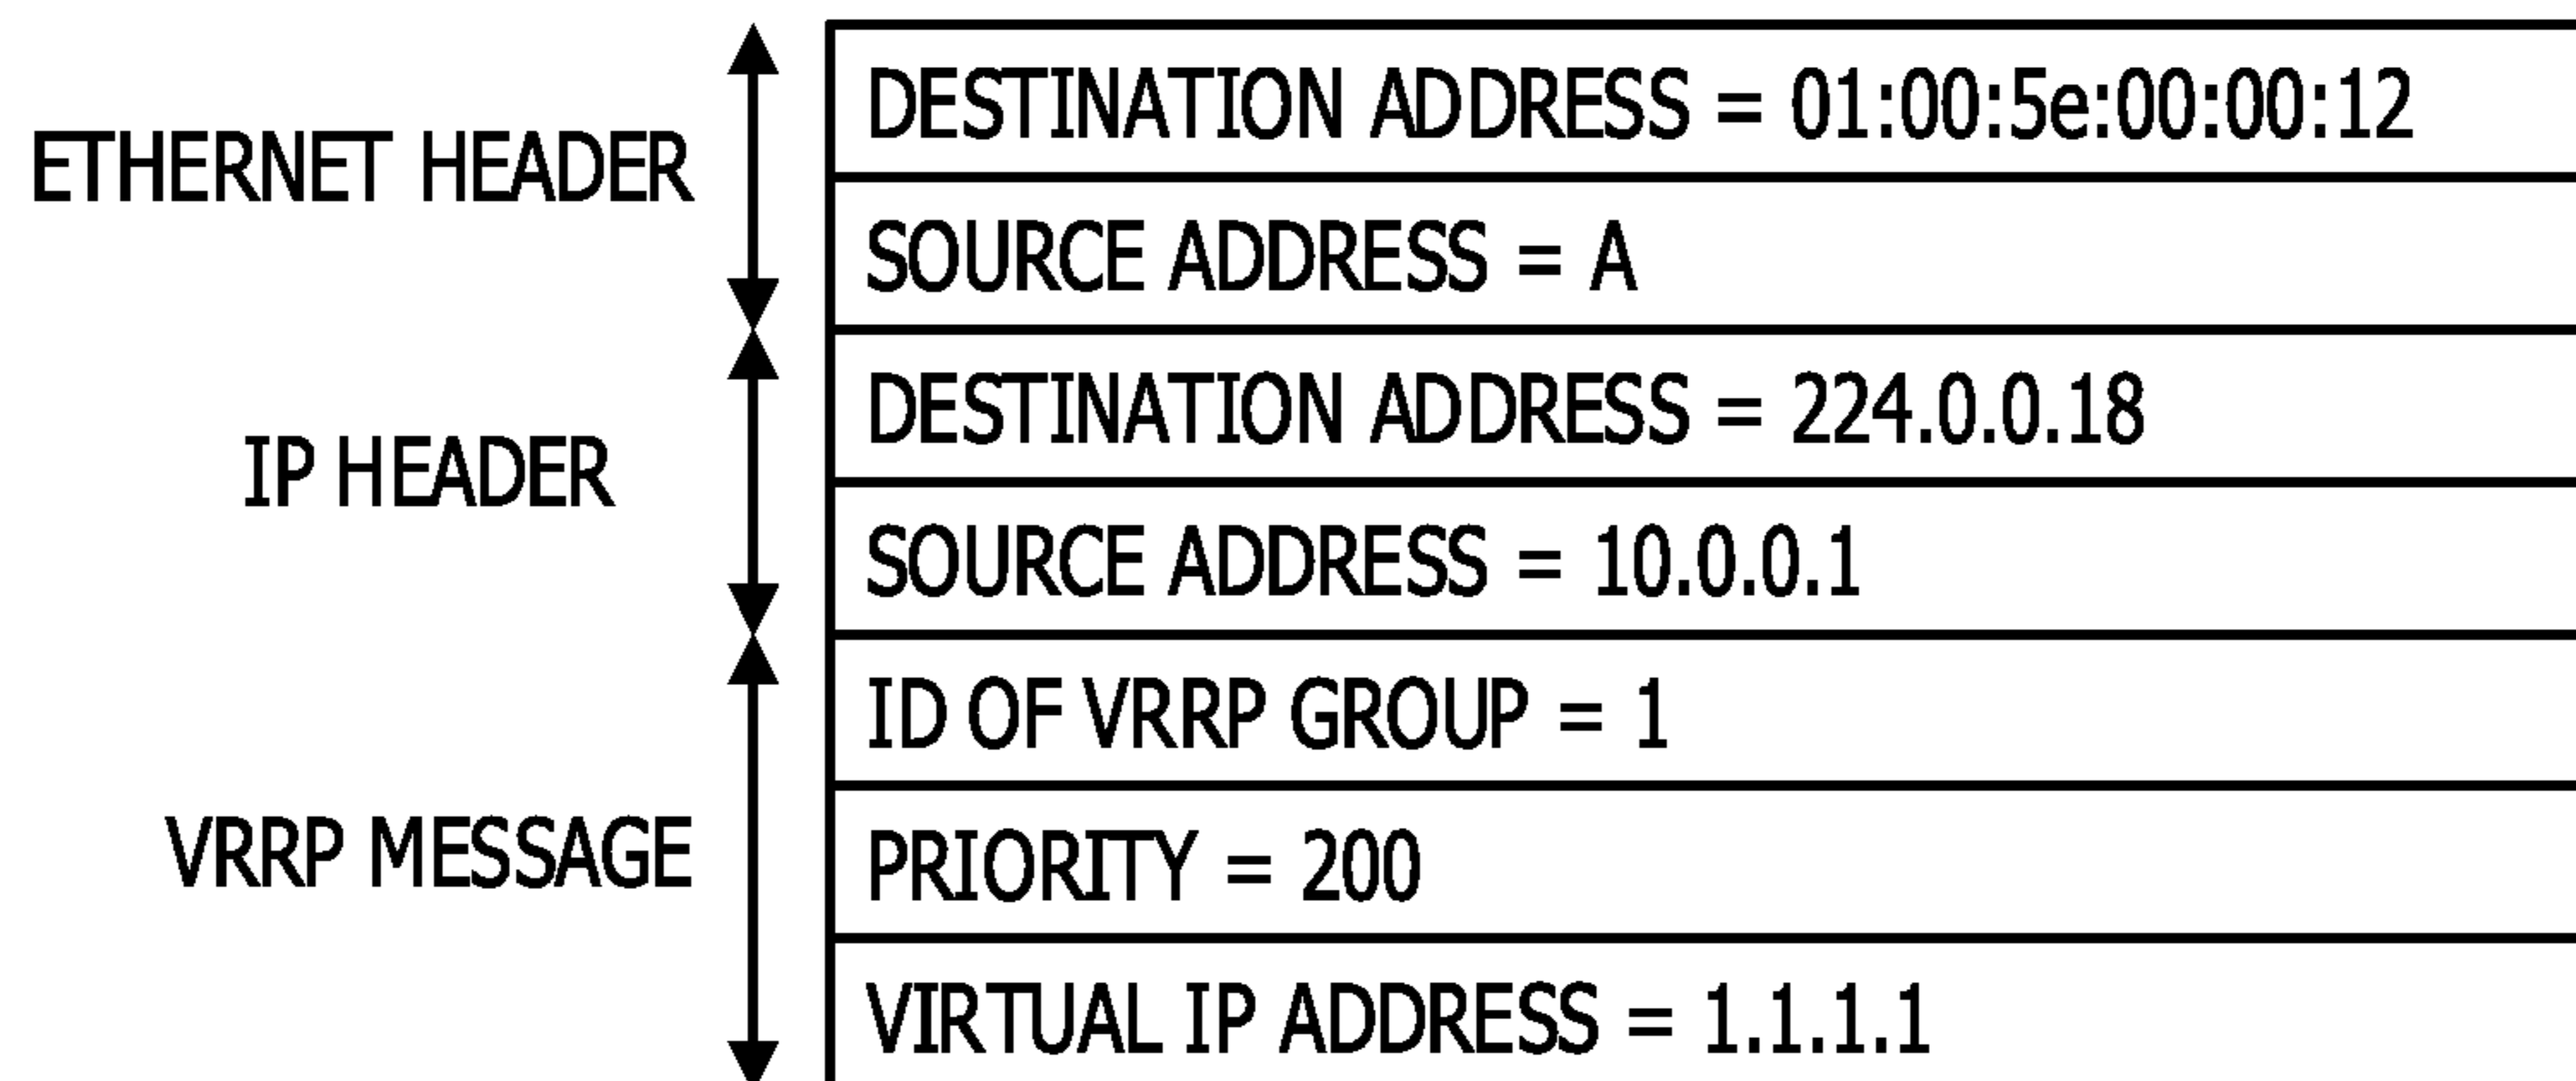 DESTINATION ADDRESS = 01:00:5e:00:00:12
ETHERNET HEADER
SOURCE ADDRESS = A
DESTINATION ADDRESS = 224.0.0.18
IP HEADER
SOURCE ADDRESS = 10.0.0.1
ID OF VRRP GROUP = 1
VRRP MESSAGE
PRIORITY = 200
VIRTUAL IP ADDRESS = 1.1.1.1